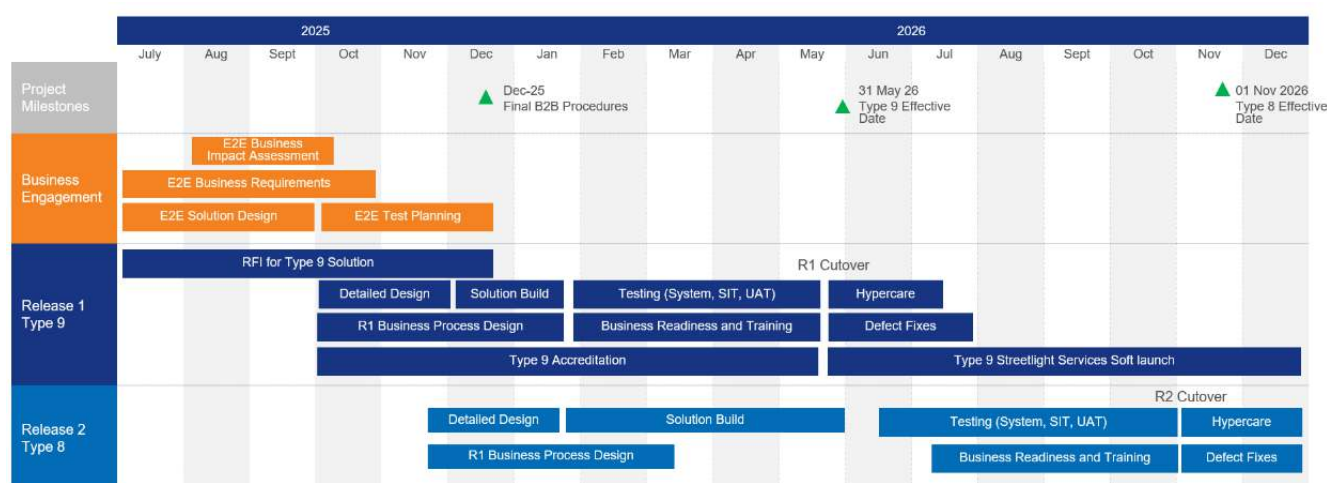 2025
2026
July
Aug
Sept
Oct
Nov
Dec
Jan
Feb
Mar
Apr
May
Jun
Jul
Aug
Sept
Oct
Nov
Dec
Project
Milestones
Dec-25
Final B2B Procedures
31 May 26
Type 9 Effective
Date
01 Nov 2026
Type 8 Effective
Date
Business
Engagement
E2E Business
Impact Assessment
E2E Business Requirements
E2E Solution Design
E2E Test Planning
Release 1
Type 9
RFI for Type 9 Solution
R1 Cutover
Detailed Design
Solution Build
Testing (System, SIT, UAT)
Hypercare
R1 Business Process Design
Business Readiness and Training
Defect Fixes
Type 9 Accreditation
Type 9 Streetlight Services Soft launch
Release 2
Type 8
R2 Cutover
Detailed Design
Solution Build
Testing (System, SIT, UAT)
Hypercare
R1 Business Process Design
Business Readiness and Training
Defect Fixes